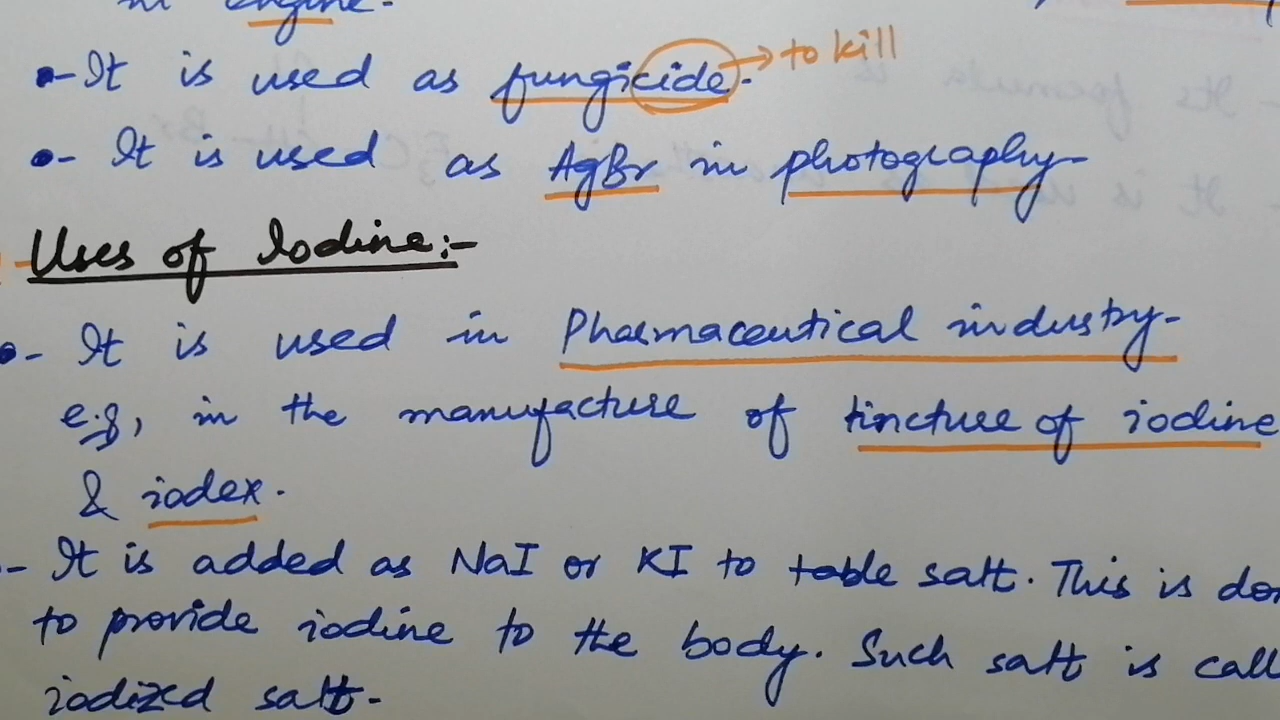 in engine.
- It is used as fungicide. → to kill
- It is used as AgBr in photography.
Uses of Iodine:-
- It is used in Pharmaceutical industry.
e.g, in the manufacture of tincture of iodine
& iodex.
- It is added as NaI or KI to table salt. This is
to provide iodine to the body. Such salt is
iodized salt.